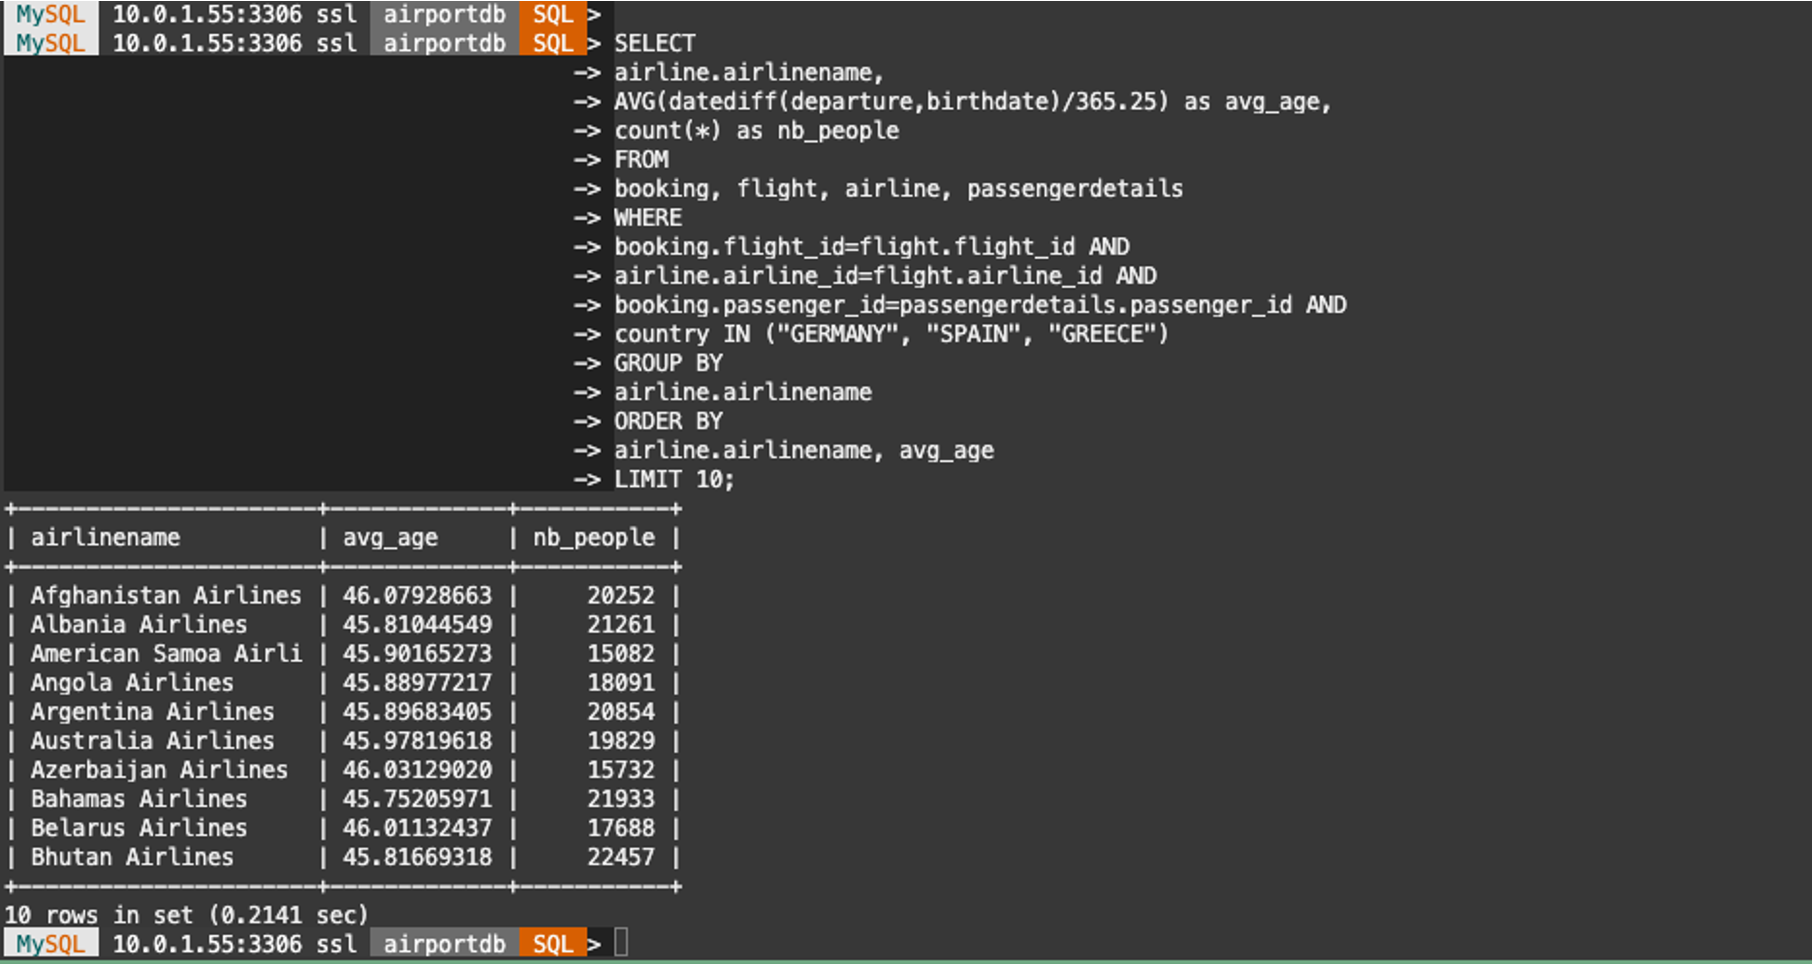 MySQL 10.0.1.55:3306 ssl airportdb SQL >
MySQL 10.0.1.55:3306 ssl airportdb SQL > SELECT
-> airline.airlinename,
-> AVG(datediff(departure,birthdate)/365.25) as avg_age,
-> count(*) as nb_people
-> FROM
-> booking, flight, airline, passengerdetails
-> WHERE
-> booking.flight_id=flight.flight_id AND
-> airline.airline_id=flight.airline_id AND
-> booking.passenger_id=passengerdetails.passenger_id AND
-> country IN ("GERMANY", "SPAIN", "GREECE")
-> GROUP BY
-> airline.airlinename
-> ORDER BY
-> airline.airlinename, avg_age
-> LIMIT 10;
+----------------------+-------------+-----------+
| airlinename          | avg_age     | nb_people |
+----------------------+-------------+-----------+
| Afghanistan Airlines | 46.07928663 |     20252 |
| Albania Airlines     | 45.81044549 |     21261 |
| American Samoa Airli | 45.90165273 |     15082 |
| Angola Airlines      | 45.88977217 |     18091 |
| Argentina Airlines   | 45.89683405 |     20854 |
| Australia Airlines   | 45.97819618 |     19829 |
| Azerbaijan Airlines  | 46.03129020 |     15732 |
| Bahamas Airlines     | 45.75205971 |     21933 |
| Belarus Airlines     | 46.01132437 |     17688 |
| Bhutan Airlines      | 45.81669318 |     22457 |
+----------------------+-------------+-----------+
10 rows in set (0.2141 sec)
MySQL 10.0.1.55:3306 ssl airportdb SQL >